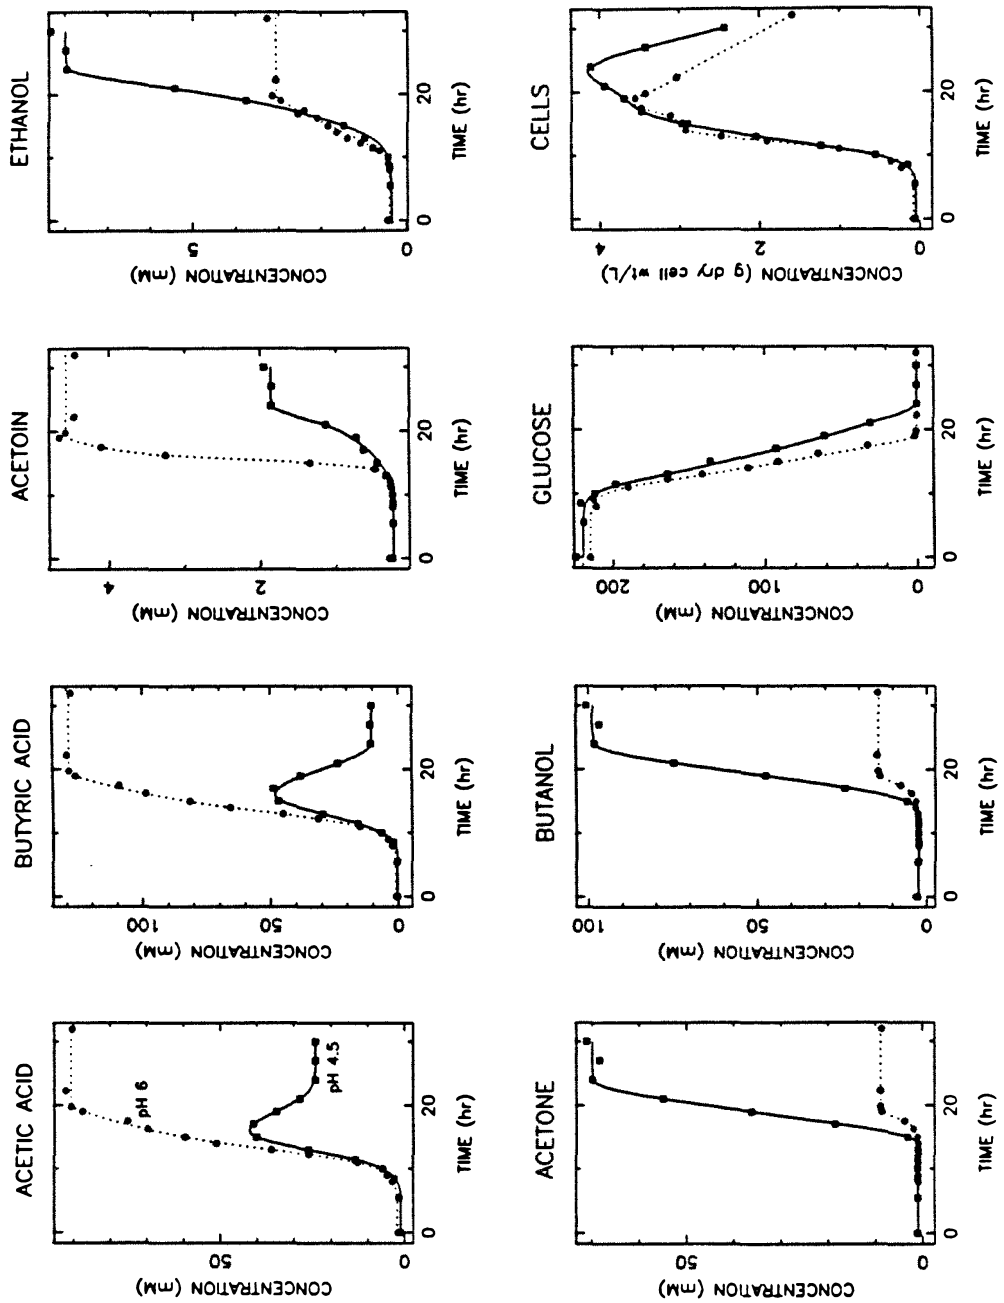 ETHANOL
CONCENTRATION (mM)
5
0
0
20
TIME (hr)
CELLS
CONCENTRATION (g dry cell wt/L)
4
2
0
0
20
TIME (hr)
ACETOIN
CONCENTRATION (mM)
4
2
0
20
TIME (hr)
GLUCOSE
CONCENTRATION (mM)
200
100
0
0
20
TIME (hr)
BUTYRIC ACID
CONCENTRATION (mM)
100
50
0
0
20
TIME (hr)
BUTANOL
CONCENTRATION (mM)
100
50
0
0
20
TIME (hr)
ACETIC ACID
CONCENTRATION (mM)
50
0
0
20
TIME (hr)
pH 6
pH 4.5
ACETONE
CONCENTRATION (mM)
50
0
0
20
TIME (hr)